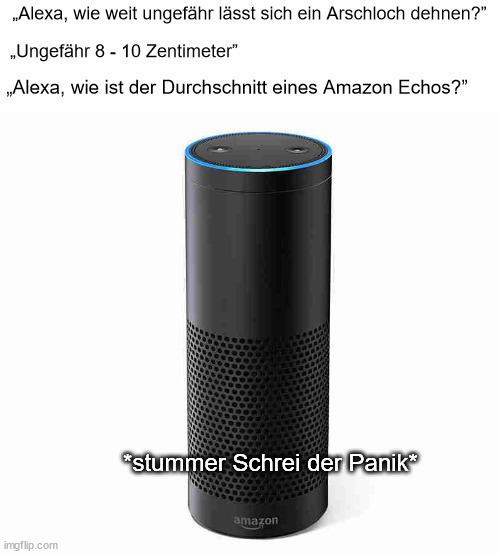 „Alexa, wie weit ungefähr lässt sich ein Arschloch dehnen?”
„Ungefähr 8 - 10 Zentimeter”
„Alexa, wie ist der Durchschnitt eines Amazon Echos?”
*stummer Schrei der Panik*
amazon
imgflip.com